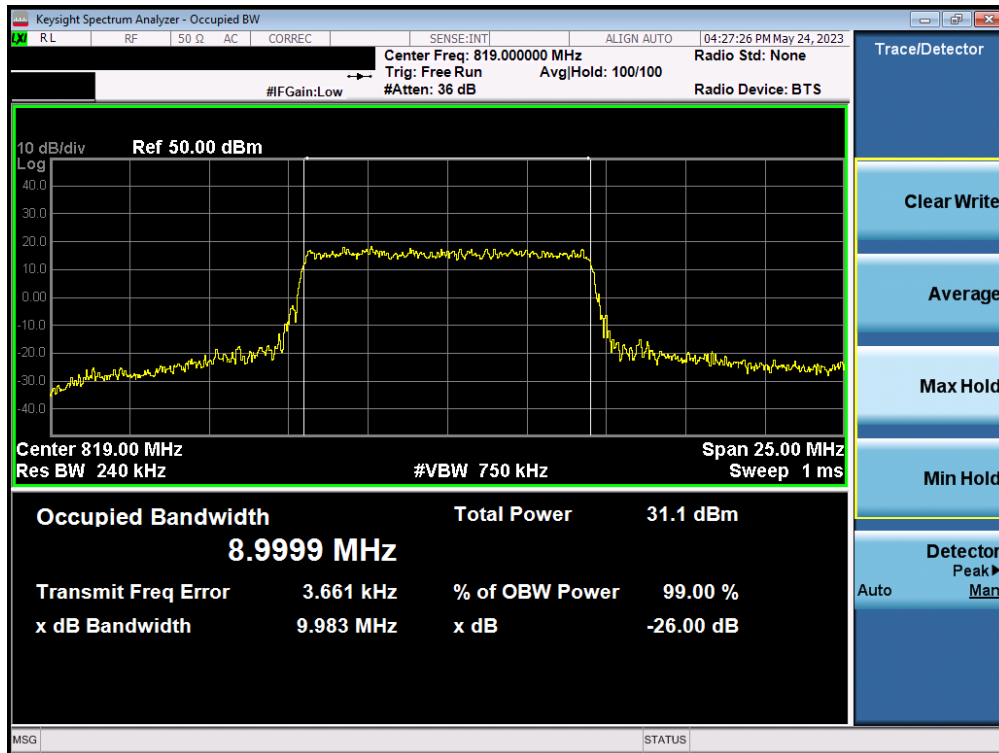 Keysight Spectrum Analyzer - Occupied BW
LXI RL RF 50 Ω AC CORREC SENSE:INT ALIGN AUTO 04:27:26 PM May 24, 2023
Center Freq: 819.000000 MHz Radio Std: None
Trig: Free Run Avg|Hold: 100/100
#IFGain:Low #Atten: 36 dB Radio Device: BTS
Trace/Detector
10 dB/div Ref 50.00 dBm
Log
40.0
30.0
20.0
10.0
0.00
-10.0
-20.0
-30.0
-40.0
Center 819.00 MHz Span 25.00 MHz
Res BW 240 kHz #VBW 750 kHz Sweep 1 ms
Occupied Bandwidth Total Power 31.1 dBm
8.9999 MHz
Transmit Freq Error 3.661 kHz % of OBW Power 99.00 %
x dB Bandwidth 9.983 MHz x dB -26.00 dB
Clear Write
Average
Max Hold
Min Hold
Detector
Peak▶
Auto Man
MSG STATUS